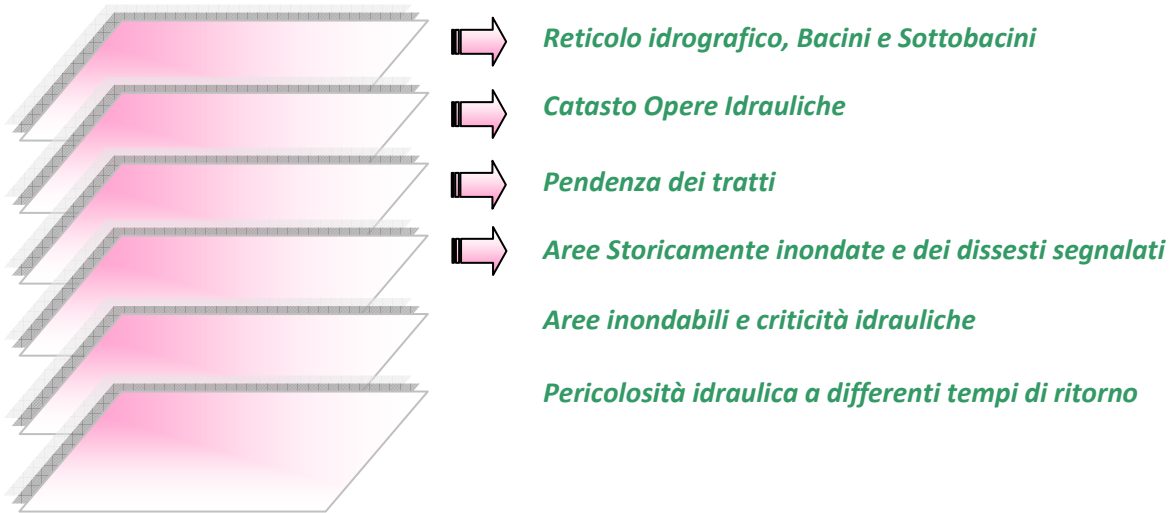 Reticolo idrografico, Bacini e Sottobacini
Catasto Opere Idrauliche
Pendenza dei tratti
Aree Storicamente inondate e dei dissesti segnalati
Aree inondabili e criticità idrauliche
Pericolosità idraulica a differenti tempi di ritorno